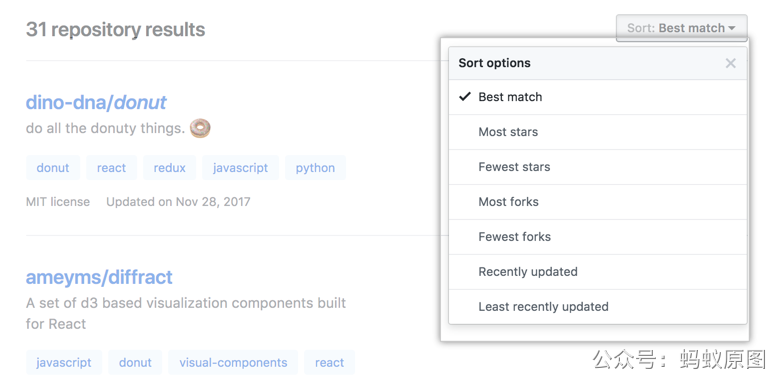 31 repository results
Sort: Best match
Sort options
Best match
Most stars
Fewest stars
Most forks
Fewest forks
Recently updated
Least recently updated
dino-dna/donut
do all the donuty things. 🍩
donut react redux javascript python
MIT license Updated on Nov 28, 2017
ameyms/diffract
A set of d3 based visualization components built
for React
javascript donut visual-components react
公众号：蚂蚁原图